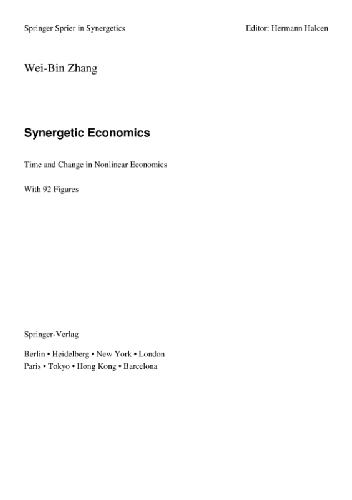 Springer Sprier in Synergetics Editor: Hermann Halcen
Wei-Bin Zhang
Synergetic Economics
Time and Change in Nonlinear Economics
With 92 Figures
Springer-Verlag
Berlin • Heidelberg • New York • London
Paris • Tokyo • Hong Kong • Barcelona